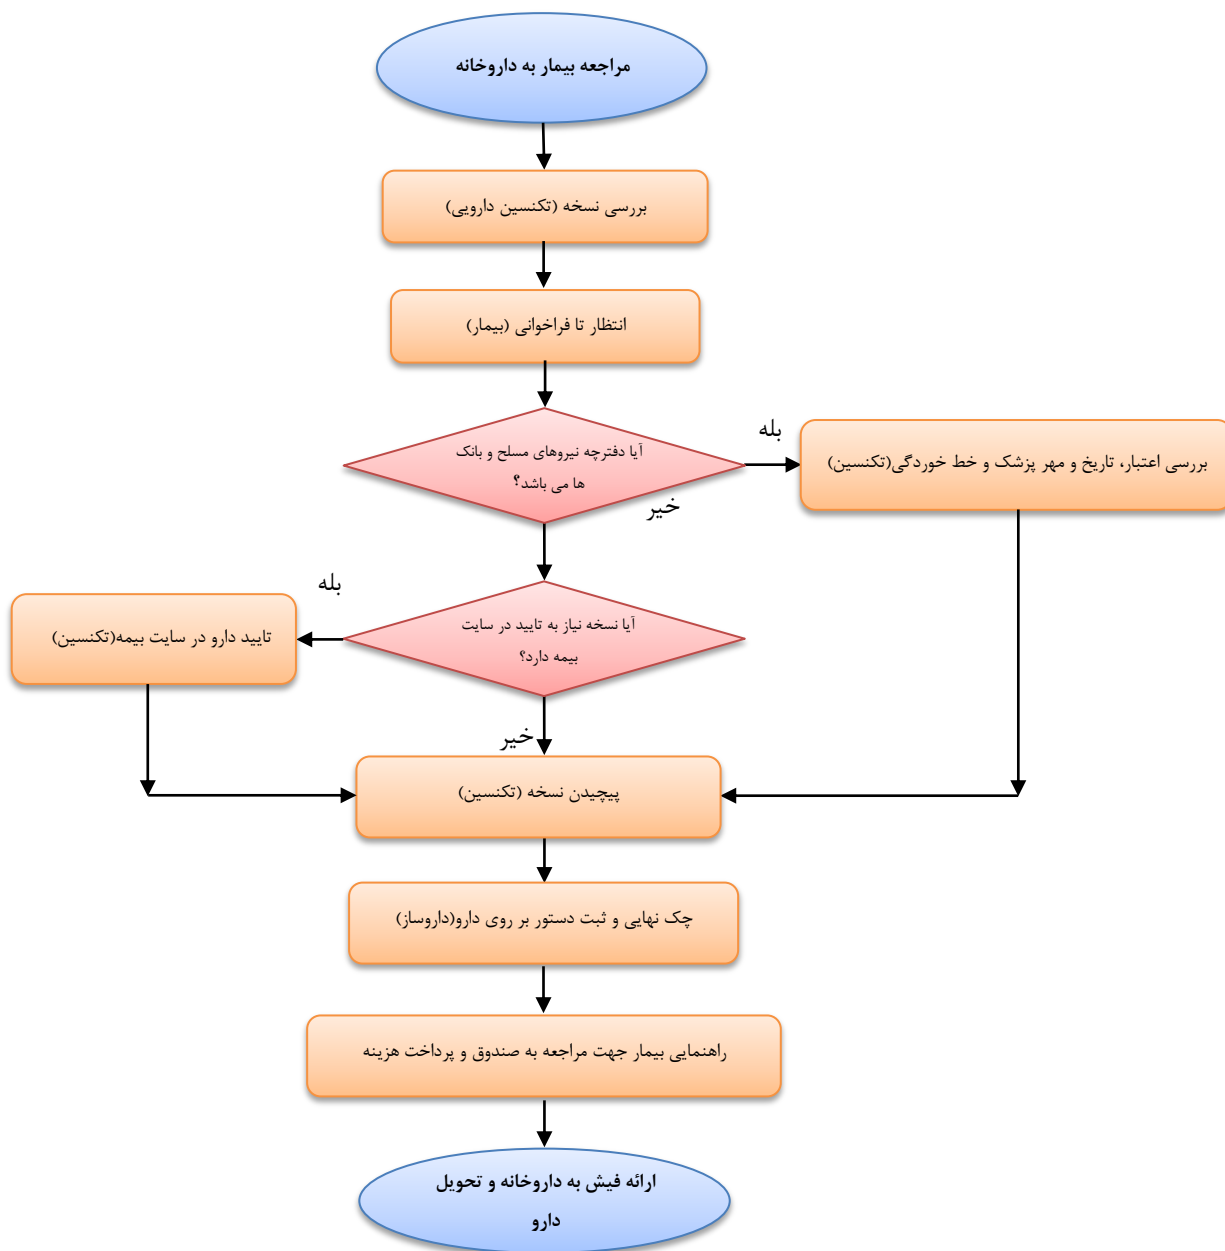 مراجعه بیمار به داروخانه
بررسی نسخه (تکنسین دارویی)
انتظار تا فراخوانی (بیمار)
آیا دفترچه نیروهای مسلح و بانک
ها می باشد؟
بله
بررسی اعتبار، تاریخ و مهر پزشک و خط خوردگی(تکنسین)
خیر
آیا نسخه نیاز به تایید در سایت
بیمه دارد؟
بله
تایید دارو در سایت بیمه(تکنسین)
خیر
پیچیدن نسخه (تکنسین)
چک نهایی و ثبت دستور بر روی دارو(داروساز)
راهنمایی بیمار جهت مراجعه به صندوق و پرداخت هزینه
ارائه فیش به داروخانه و تحویل
دارو